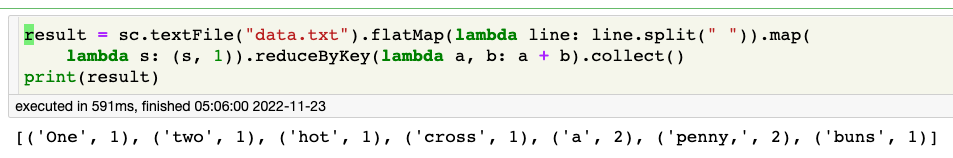 result = sc.textFile("data.txt").flatMap(lambda line: line.split(" ")).map(
    lambda s: (s, 1)).reduceByKey(lambda a, b: a + b).collect()
print(result)
executed in 591ms, finished 05:06:00 2022-11-23
[('One', 1), ('two', 1), ('hot', 1), ('cross', 1), ('a', 2), ('penny,', 2), ('buns', 1)]